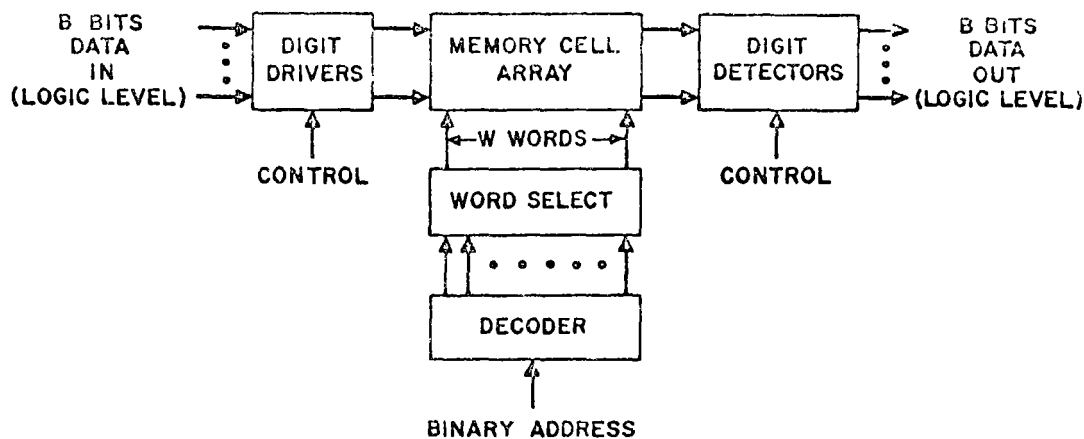 B BITS
DATA
IN
(LOGIC LEVEL)
DIGIT
DRIVERS
CONTROL
MEMORY CELL
ARRAY
W WORDS
WORD SELECT
DECODER
BINARY ADDRESS
DIGIT
DETECTORS
CONTROL
B BITS
DATA
OUT
(LOGIC LEVEL)